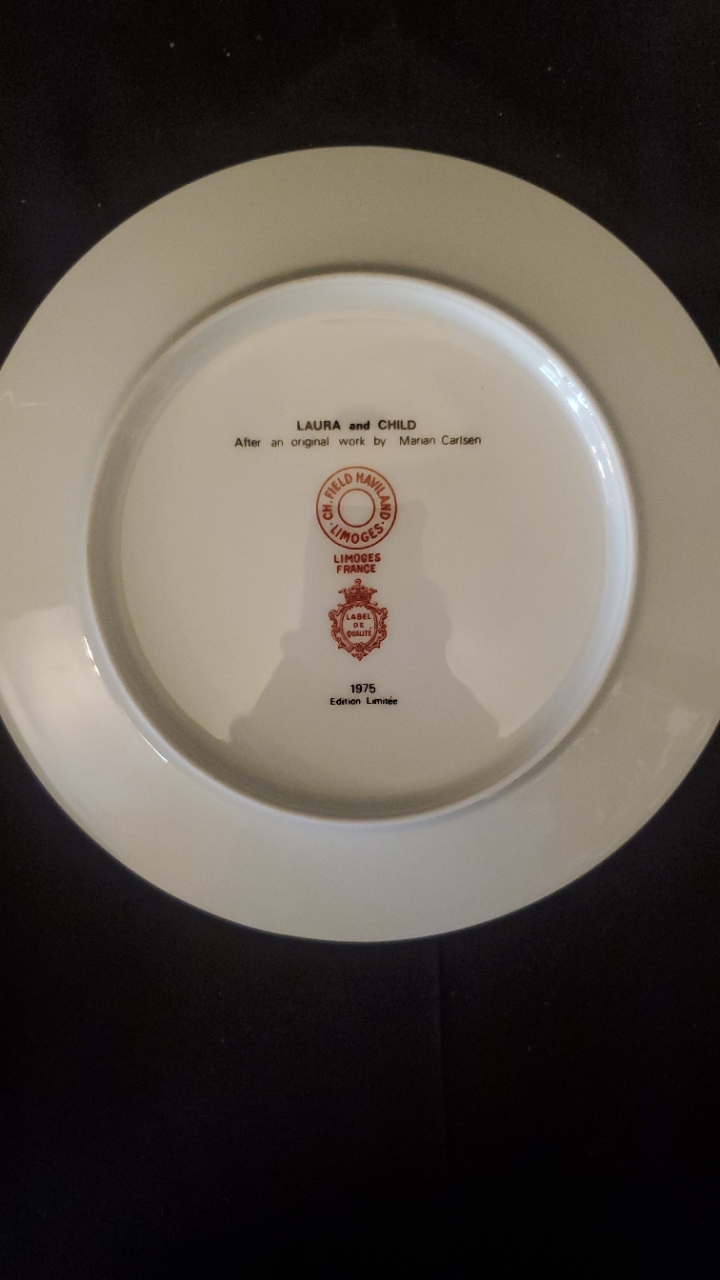 LAURA and CHILD
After an original work by Marian Carlsen
CH. FIELD HAVILAND
· LIMOGES ·
LIMOGES
FRANCE
LABEL
DE
QUALITÉ
1975
Edition Limitée